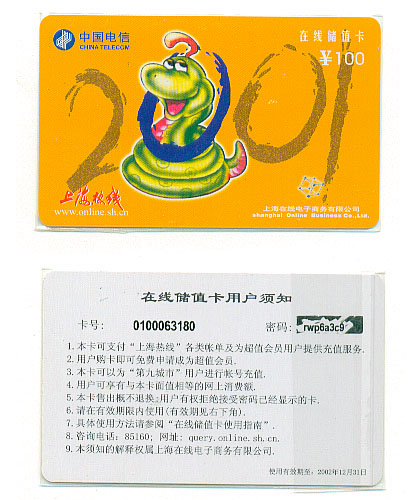 中国电信
CHINA TELECOM
在线储值卡
¥100
2001
上海热线
www.online.sh.cn
上海在线电子商务有限公司
Shanghai Online Business Co.,Ltd.
在线储值卡用户须知
卡号: 0100063180 密码: rwp6a3c9
1.本卡可支付“上海热线”各类帐单及为超值会员用户提供充值服务.
2.用户购卡即可免费申请成为超值会员.
3.本卡可以为“第九城市”用户进行帐号充值.
4.用户可享有与本卡面值相等的网上消费额.
5.本卡售出概不退换,用户有权拒绝接受密码已经显示的卡.
6.请在有效期限内使用(有效期见右下角).
7.具体使用方法请参阅“在线储值卡使用指南”.
8.咨询电话: 85160; 网址: query.online.sh.cn.
9.本须知的解释权属上海在线电子商务有限公司.
使用有效期至: 2002年12月31日